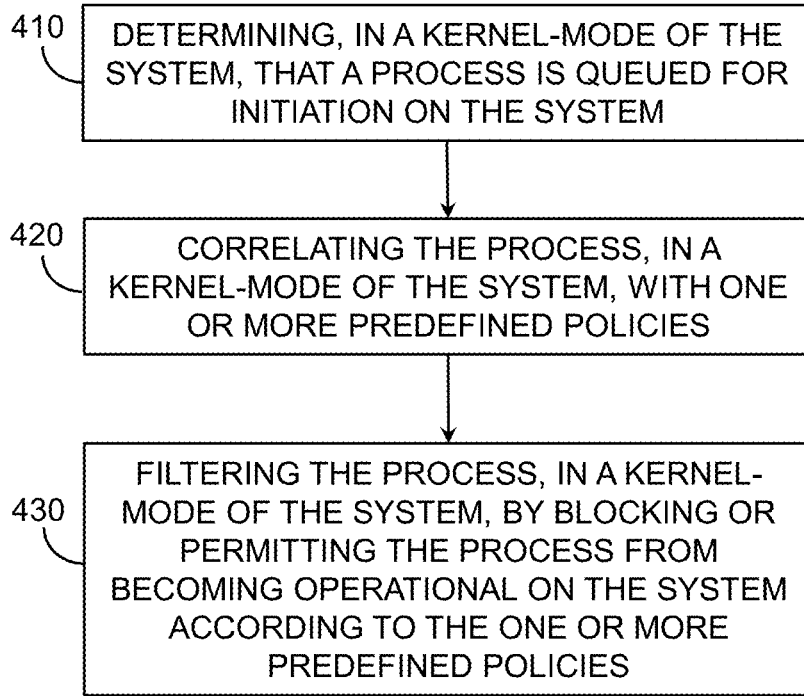 410
DETERMINING, IN A KERNEL-MODE OF THE
SYSTEM, THAT A PROCESS IS QUEUED FOR
INITIATION ON THE SYSTEM
420
CORRELATING THE PROCESS, IN A
KERNEL-MODE OF THE SYSTEM, WITH ONE
OR MORE PREDEFINED POLICIES
430
FILTERING THE PROCESS, IN A KERNEL-
MODE OF THE SYSTEM, BY BLOCKING OR
PERMITTING THE PROCESS FROM
BECOMING OPERATIONAL ON THE SYSTEM
ACCORDING TO THE ONE OR MORE
PREDEFINED POLICIES